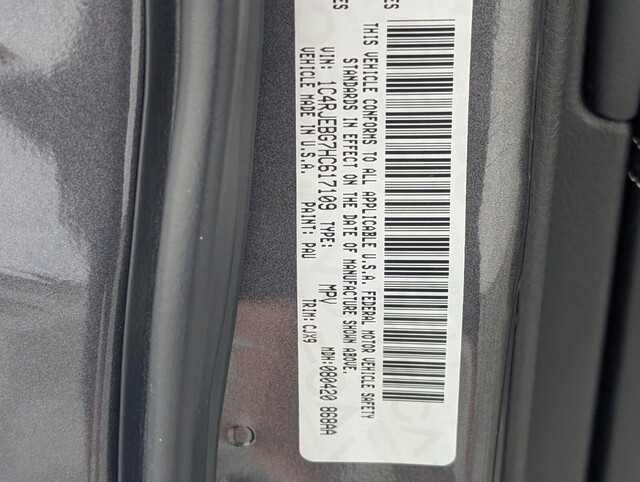 THIS VEHICLE CONFORMS TO ALL APPLICABLE U.S.A. FEDERAL MOTOR VEHICLE SAFETY
STANDARDS IN EFFECT ON THE DATE OF MANUFACTURE SHOWN ABOVE.
VIN: 1C4RJEBG7HC617109 TYPE: MPV MDH: 080420 868AA
VEHICLE MADE IN U.S.A. PAINT: PAU TRIM: CJX9